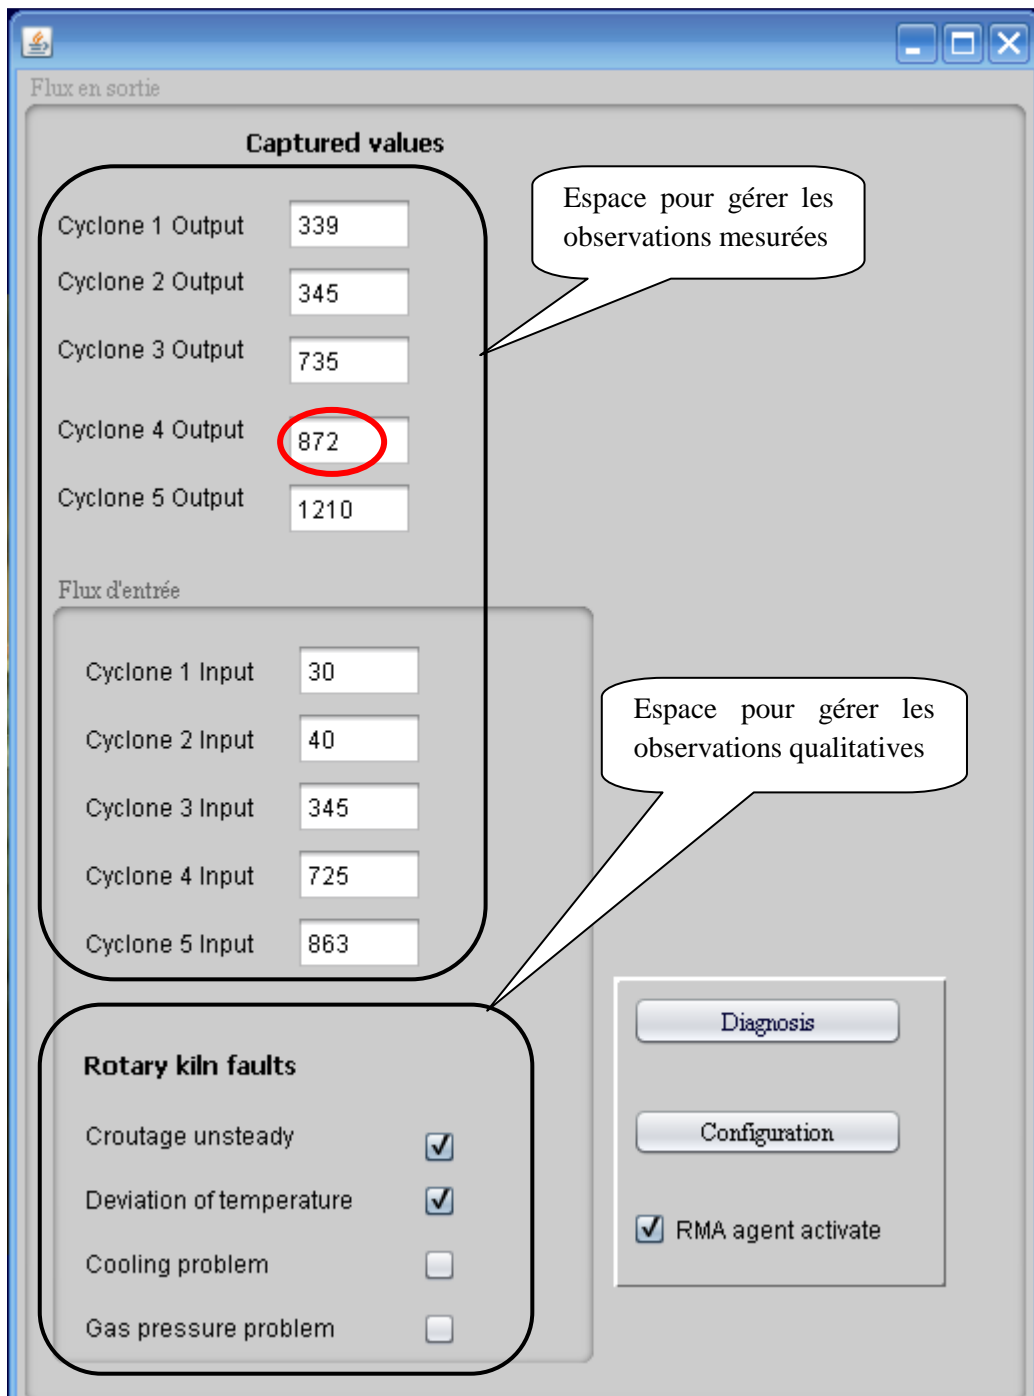 Flux en sortie
Captured values
Espace pour gérer les
observations mesurées
Cyclone 1 Output 339
Cyclone 2 Output 345
Cyclone 3 Output 735
Cyclone 4 Output 872
Cyclone 5 Output 1210
Flux d'entrée
Cyclone 1 Input 30
Cyclone 2 Input 40
Cyclone 3 Input 345
Cyclone 4 Input 725
Cyclone 5 Input 863
Espace pour gérer les
observations qualitatives
Rotary kiln faults
Croutage unsteady
Deviation of temperature
Cooling problem
Gas pressure problem
Diagnosis
Configuration
RMA agent activate